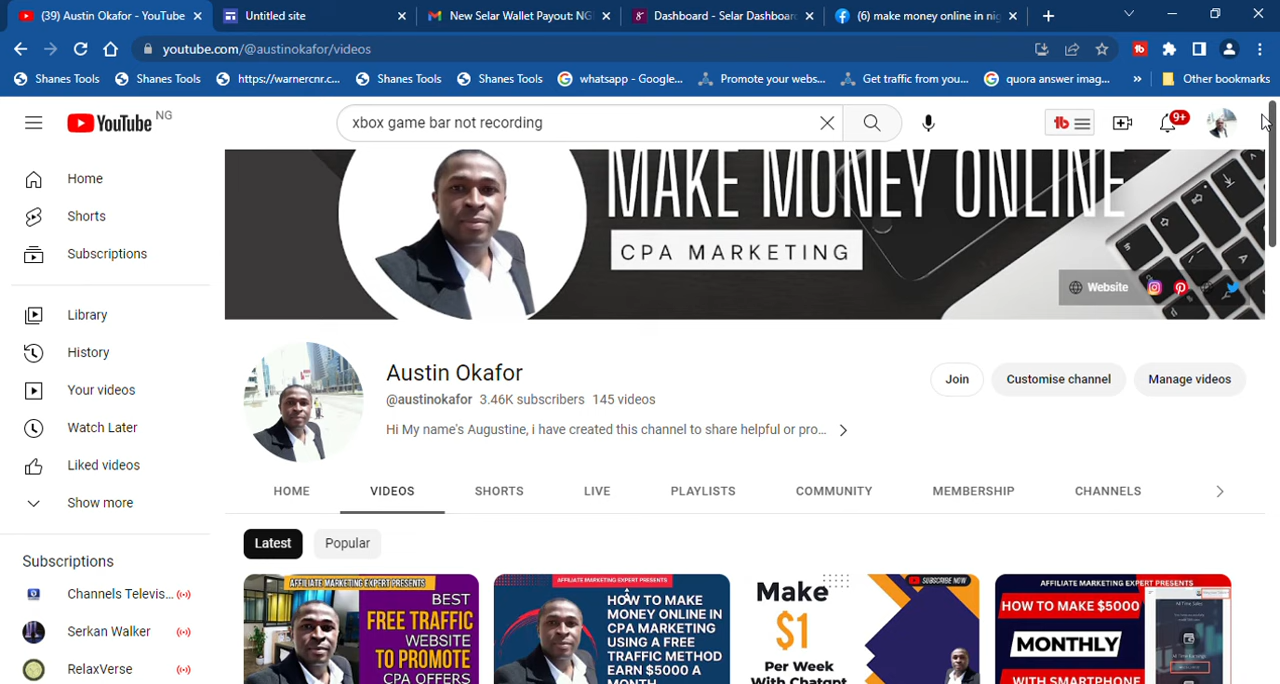 (39) Austin Okafor - YouTube
Untitled site
New Selar Wallet Payout: NG
Dashboard - Selar Dashboar
(6) make money online in nig
youtube.com/@austinokafor/videos
Shanes Tools
Shanes Tools
https://warnercnr.c...
Shanes Tools
Shanes Tools
whatsapp - Google...
Promote your webs...
Get traffic from you...
quora answer imag...
Other bookmarks
YouTube NG
xbox game bar not recording
tb
9+
MAKE MONEY ONLINE
CPA MARKETING
Website
Home
Shorts
Subscriptions
Library
History
Your videos
Watch Later
Liked videos
Show more
Subscriptions
Channels Televis...
Serkan Walker
RelaxVerse
Austin Okafor
@austinokafor 3.46K subscribers 145 videos
Hi My name's Augustine, i have created this channel to share helpful or pro...
Join
Customise channel
Manage videos
HOME
VIDEOS
SHORTS
LIVE
PLAYLISTS
COMMUNITY
MEMBERSHIP
CHANNELS
Latest
Popular
AFFILIATE MARKETING EXPERT PRESENTS
BEST
FREE TRAFFIC
WEBSITE
TO PROMOTE
CPA OFFERS
AFFILIATE MARKETING EXPERT PRESENTS
HOW TO MAKE
MONEY ONLINE IN
CPA MARKETING
USING A FREE
TRAFFIC METHOD
EARN $5000 A
MONTH
SUBSCRIBE NOW
Make
$1
Per Week
With Chatgpt
AFFILIATE MARKETING EXPERT PRESENTS
HOW TO MAKE $5000
MONTHLY
WITH SMARTPHONE